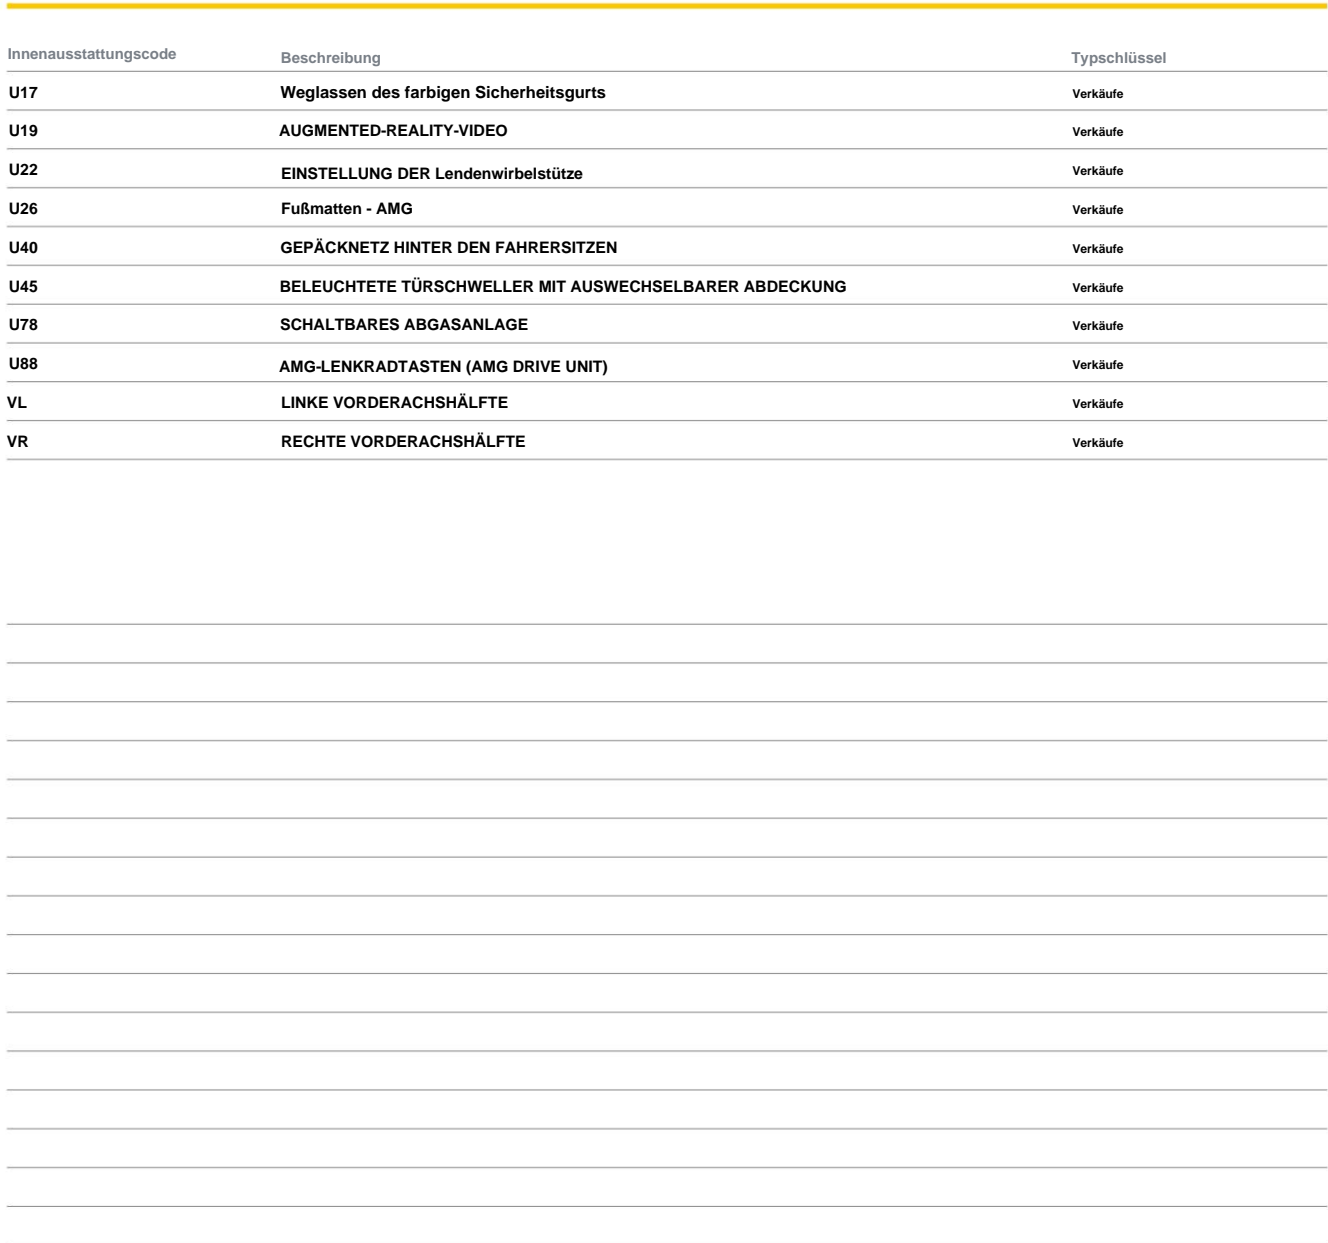 Innenausstattungscode Beschreibung Typschlüssel
U17 Weglassen des farbigen Sicherheitsgurts Verkäufe
U19 AUGMENTED-REALITY-VIDEO Verkäufe
U22 EINSTELLUNG DER Lendenwirbelstütze Verkäufe
U26 Fußmatten - AMG Verkäufe
U40 GEPÄCKNETZ HINTER DEN FAHRERSITZEN Verkäufe
U45 BELEUCHTETE TÜRSCHWELLER MIT AUSWECHSELBARER ABDECKUNG Verkäufe
U78 SCHALTBARES ABGASANLAGE Verkäufe
U88 AMG-LENKRADTASTEN (AMG DRIVE UNIT) Verkäufe
VL LINKE VORDERACHSHÄLFTE Verkäufe
VR RECHTE VORDERACHSHÄLFTE Verkäufe